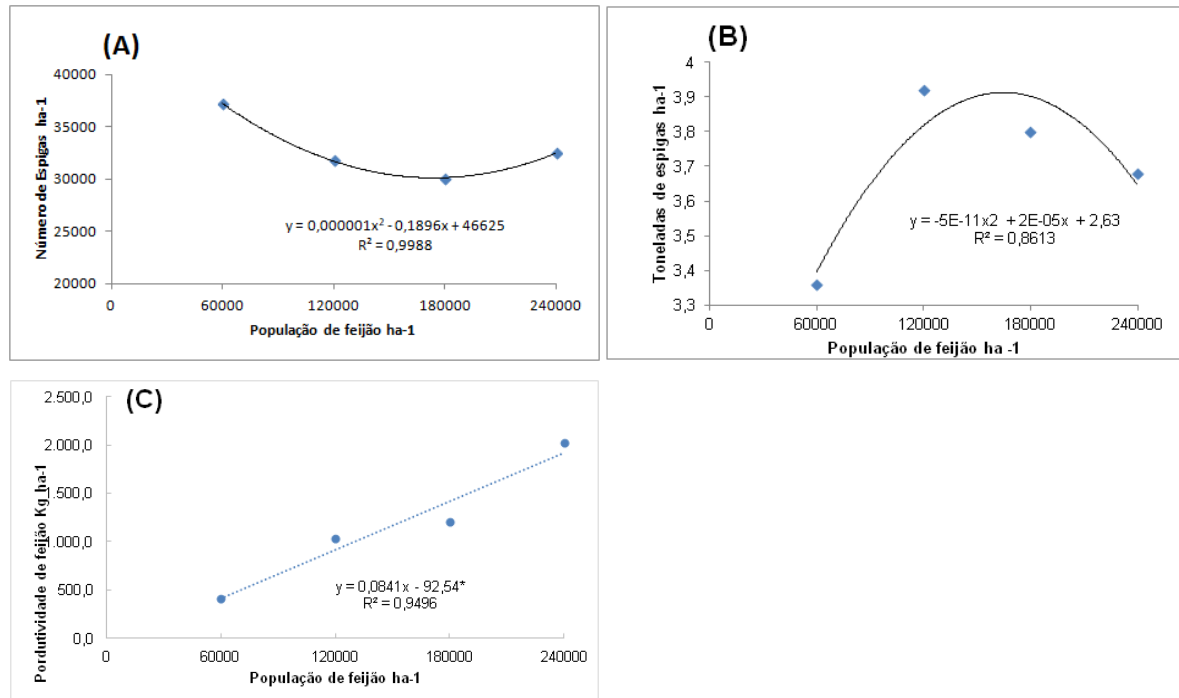 (A)
Número de Espigas ha-1
40000
35000
30000
25000
20000
y = 0,000001x² - 0,1896x + 46625
R² = 0,9988
0
60000
120000
180000
240000
População de feijão ha-1
(B)
Toneladas de espigas ha-1
4
3,9
3,8
3,7
3,6
3,5
3,4
3,3
y = -5E-11x2 + 2E-05x + 2,63
R² = 0,8613
0
60000
120000
180000
240000
População de feijão ha -1
(C)
Pordutividade de feijão Kg ha-1
2.500,0
2.000,0
1.500,0
1.000,0
500,0
0,0
y = 0,0841x - 92,54*
R² = 0,9496
0
60000
120000
180000
240000
População de feijão ha-1